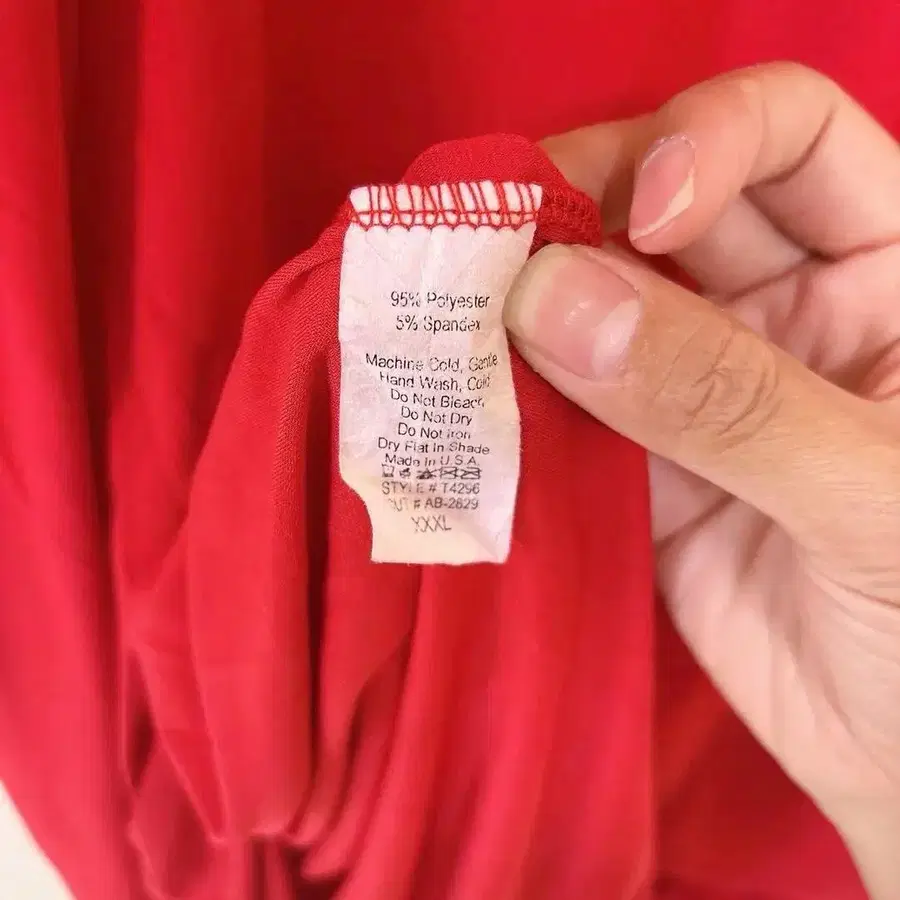 95% Polyester
5% Spandex
Machine Cold, Gentle
Hand Wash, Cold
Do Not Bleach
Do Not Dry
Do Not Iron
Dry Flat In Shade
Made In U.S.A.
STYLE # T4296
CUT # AB-2829
XXXL